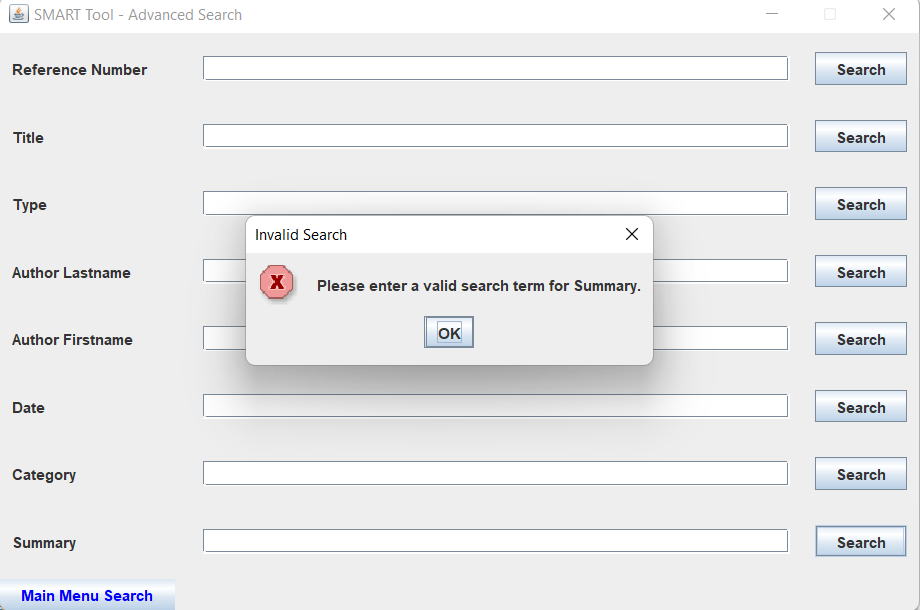 SMART Tool - Advanced Search
Reference Number Search
Title Search
Type Search
Invalid Search
Author Lastname Search
X
Please enter a valid search term for Summary.
OK
Author Firstname Search
Date Search
Category Search
Summary Search
Main Menu Search